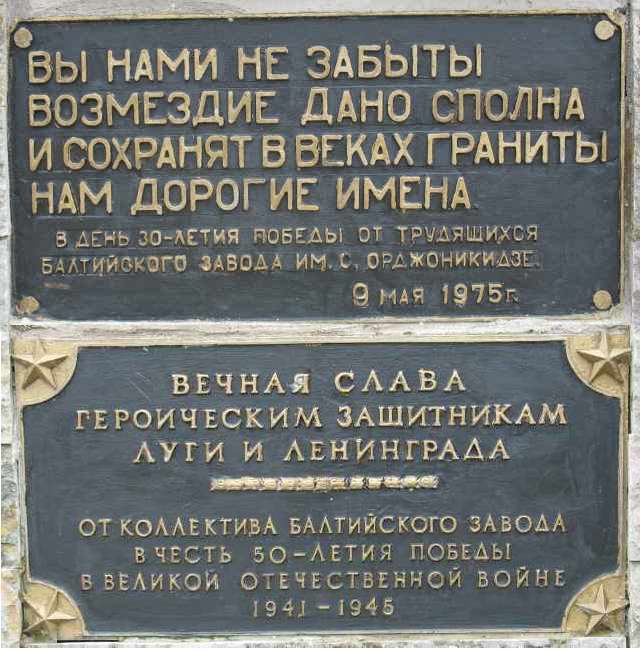 ВЫ НАМИ НЕ ЗАБЫТЫ
ВОЗМЕЗДИЕ ДАНО СПОЛНА
И СОХРАНЯТ В ВЕКАХ ГРАНИТЫ
НАМ ДОРОГИЕ ИМЕНА.
В ДЕНЬ 30-ЛЕТИЯ ПОБЕДЫ ОТ ТРУДЯЩИХСЯ
БАЛТИЙСКОГО ЗАВОДА ИМ. С. ОРДЖОНИКИДЗЕ.
9 МАЯ 1975г.
ВЕЧНАЯ СЛАВА
ГЕРОИЧЕСКИМ ЗАЩИТНИКАМ
ЛУГИ И ЛЕНИНГРАДА
ОТ КОЛЛЕКТИВА БАЛТИЙСКОГО ЗАВОДА
В ЧЕСТЬ 50-ЛЕТИЯ ПОБЕДЫ
В ВЕЛИКОЙ ОТЕЧЕСТВЕННОЙ ВОЙНЕ
1941-1945